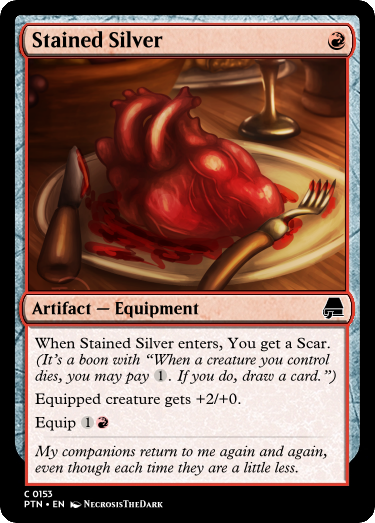 Stained Silver
Artifact — Equipment
When Stained Silver enters, You get a Scar.
(It's a boon with “When a creature you control
dies, you may pay 1. If you do, draw a card.”)
Equipped creature gets +2/+0.
Equip 1
My companions return to me again and again,
even though each time they are a little less.
C 0153
PTN • EN NecrosisTheDark